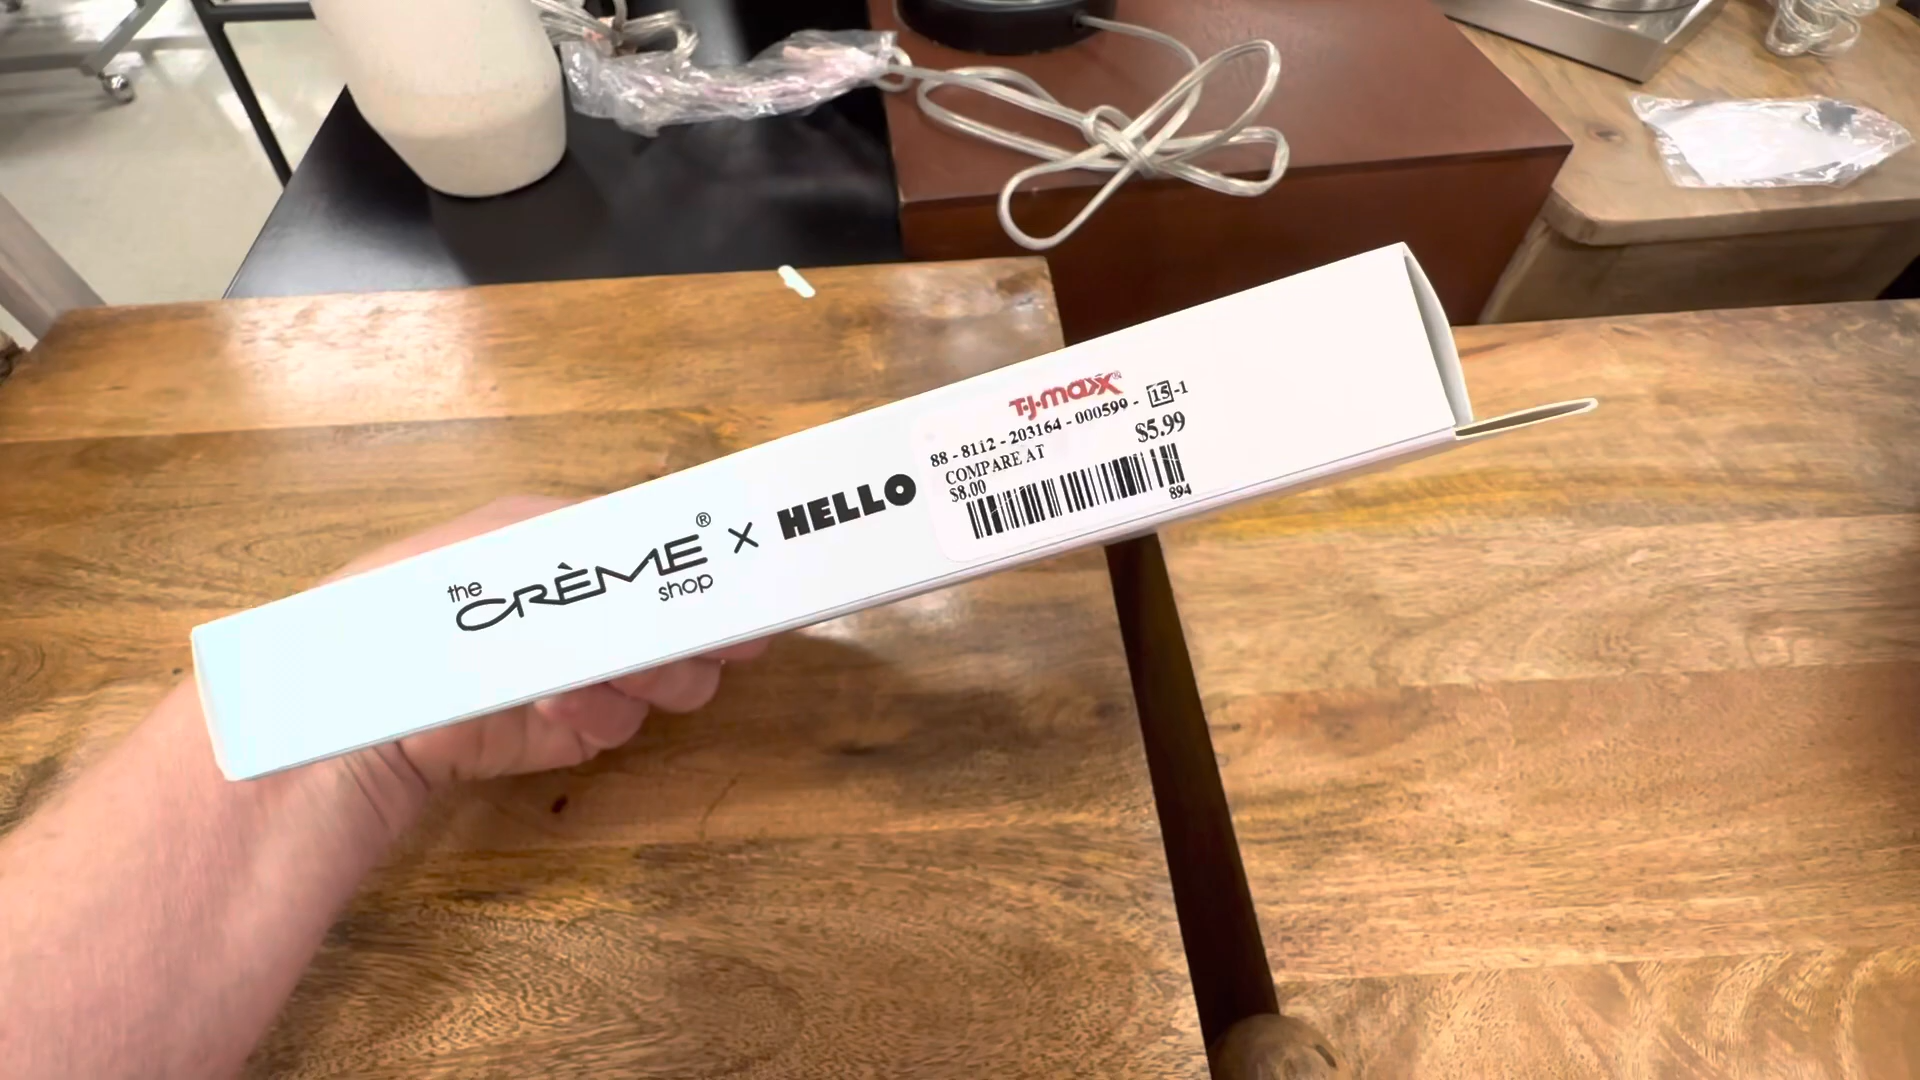 the CRÈME® shop X HELLO
T·J·maxx®
88 - 8112 - 203164 - 000599 - 15-1
COMPARE AT $5.99
$8.00
894